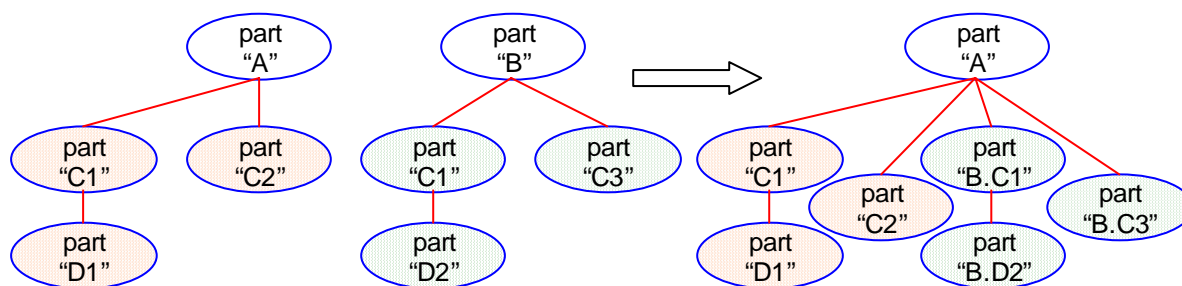 part
“A”
part
“B”
part
“A”
part
“C1”
part
“C2”
part
“C1”
part
“C3”
part
“C1”
part
“C2”
part
“B.C1”
part
“B.C3”
part
“D1”
part
“D2”
part
“D1”
part
“B.D2”